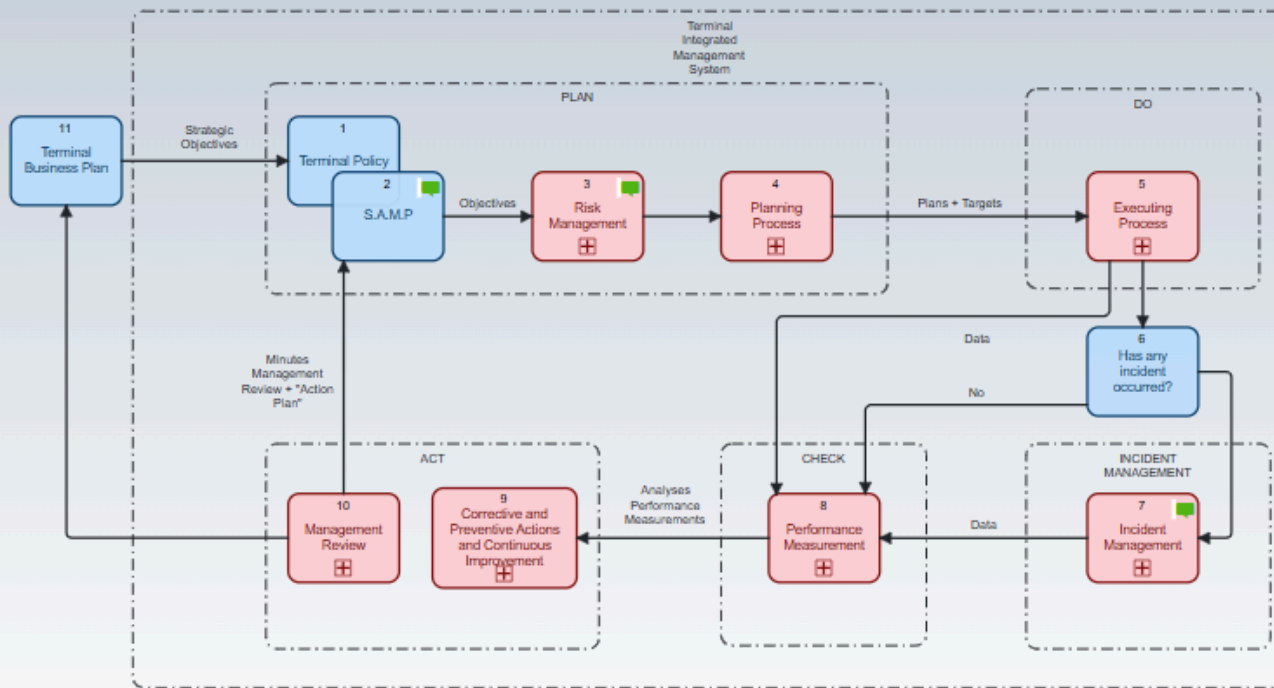 Terminal
Integrated
Management
System
PLAN
DO
11
Terminal
Business Plan
Strategic
Objectives
1
Terminal Policy
2
S.A.M.P
Objectives
3
Risk
Management
4
Planning
Process
Plans + Targets
5
Executing
Process
Minutes
Management
Review + "Action
Plan"
Data
No
6
Has any
incident
occurred?
ACT
CHECK
INCIDENT
MANAGEMENT
10
Management
Review
9
Corrective and
Preventive Actions
and Continuous
Improvement
Analyses
Performance
Measurements
8
Performance
Measurement
Data
7
Incident
Management